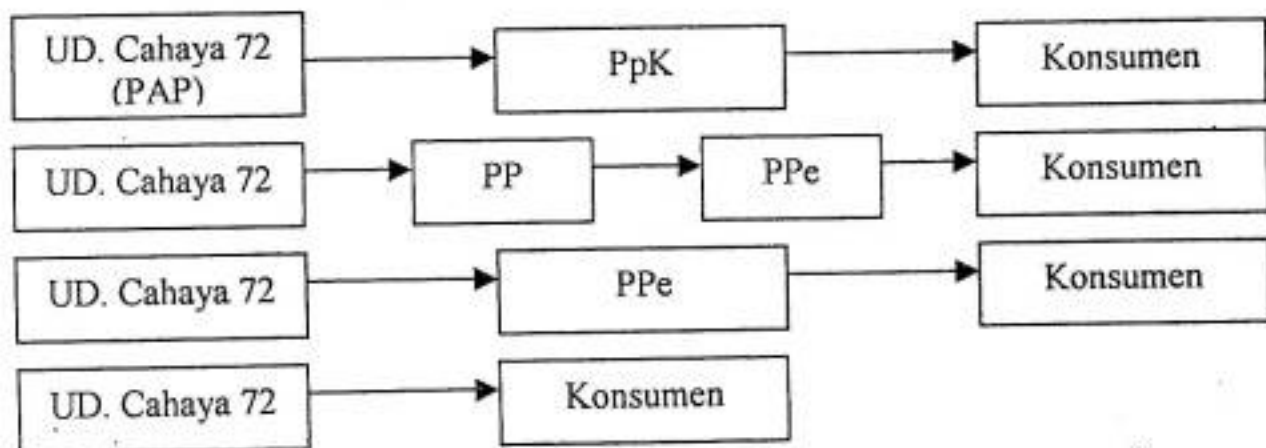 UD. Cahaya 72
(PAP)
PpK
Konsumen
UD. Cahaya 72
PP
PPe
Konsumen
UD. Cahaya 72
PPe
Konsumen
UD. Cahaya 72
Konsumen